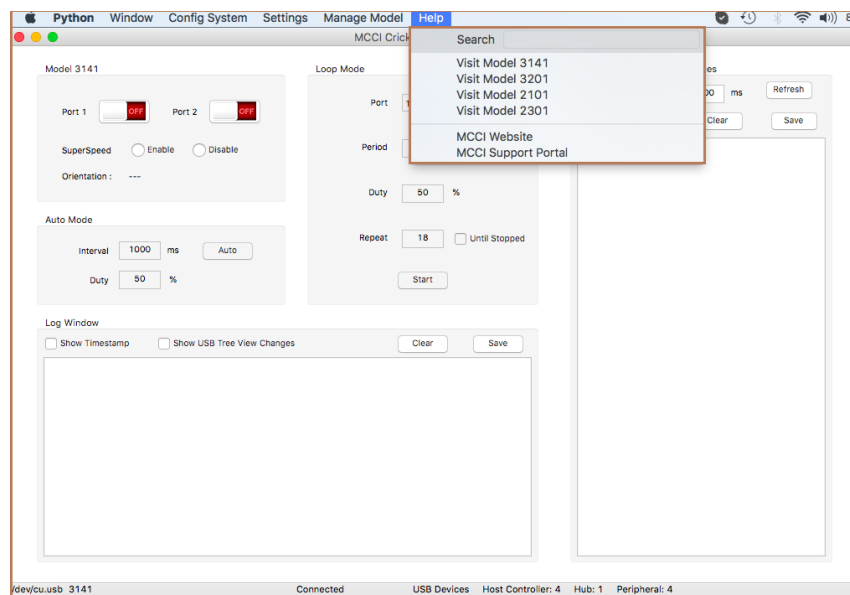 Python Window Config System Settings Manage Model Help
MCCI Crick
Search
Visit Model 3141
Visit Model 3201
Visit Model 2101
Visit Model 2301
MCCI Website
MCCI Support Portal
Model 3141
Port 1 OFF Port 2 OFF
SuperSpeed Enable Disable
Orientation : ---
Auto Mode
Interval 1000 ms Auto
Duty 50 %
Loop Mode
Port 1
Period
Duty 50 %
Repeat 18 Until Stopped
Start
ms Refresh
Clear Save
Log Window
Show Timestamp Show USB Tree View Changes Clear Save
/dev/cu.usb 3141 Connected USB Devices Host Controller: 4 Hub: 1 Peripheral: 4